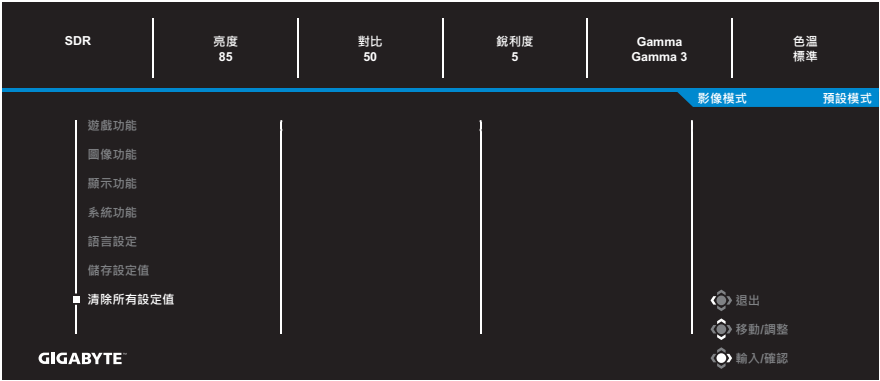 SDR
亮度
85
對比
50
銳利度
5
Gamma
Gamma 3
色溫
標準
影像模式 預設模式
遊戲功能
圖像功能
顯示功能
系統功能
語言設定
儲存設定值
清除所有設定值
退出
移動/調整
輸入/確認
GIGABYTE™